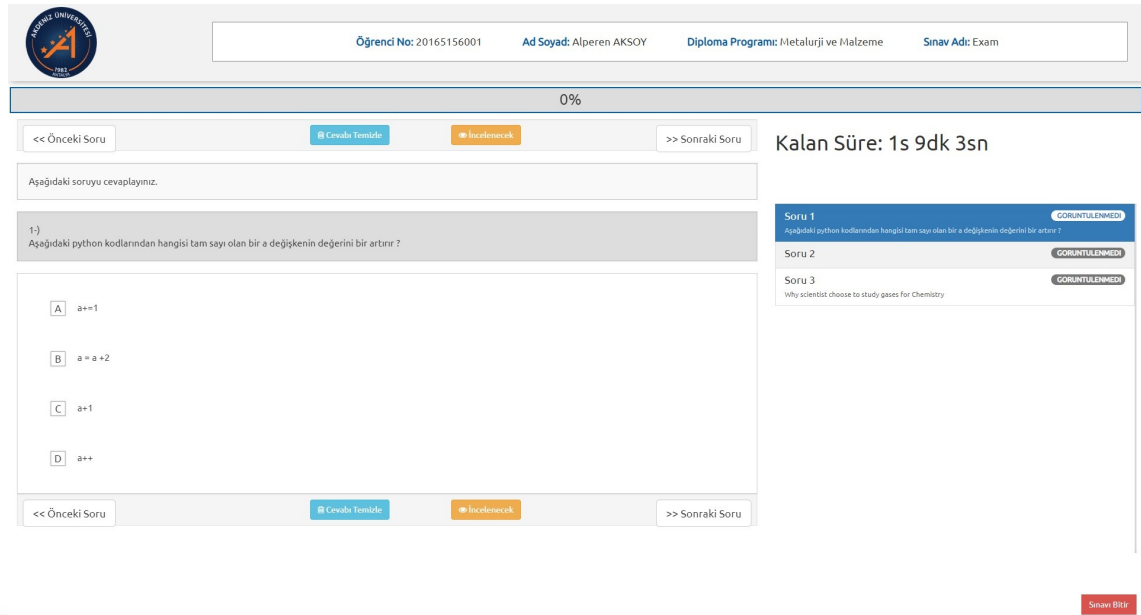 AKDENİZ ÜNİVERSİTESİ
1982
ANTALYA
Öğrenci No: 20165156001 Ad Soyad: Alperen AKSOY Diploma Programı: Metalurji ve Malzeme Sınav Adı: Exam
0%
<< Önceki Soru Cevabı Temizle İncelenecek >> Sonraki Soru
Kalan Süre: 1s 9dk 3sn
Aşağıdaki soruyu cevaplayınız.
1-)
Aşağıdaki python kodlarından hangisi tam sayı olan bir a değişkenin değerini bir artırır ?
A a+=1
B a = a +2
C a+1
D a++
<< Önceki Soru Cevabı Temizle İncelenecek >> Sonraki Soru
Soru 1 GORUNTULENMEDI
Aşağıdaki python kodlarından hangisi tam sayı olan bir a değişkenin değerini bir artırır ?
Soru 2 GORUNTULENMEDI
Soru 3 GORUNTULENMEDI
Why scientist choose to study gases for Chemistry
Sınavı Bitir